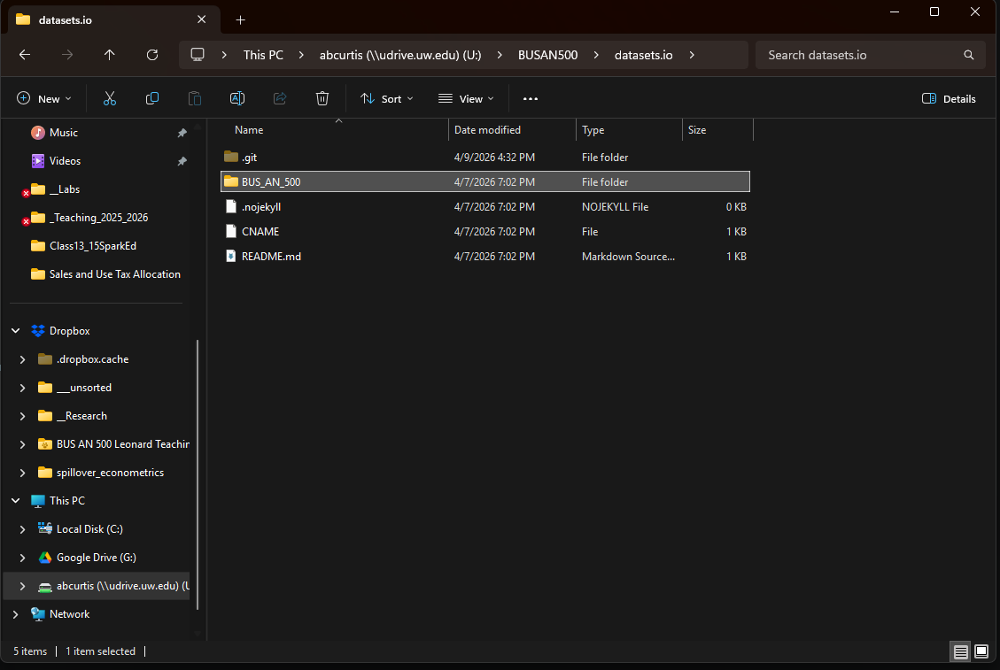 datasets.io
This PC abcurtis (\\udrive.uw.edu) (U:) BUSAN500 datasets.io
Search datasets.io
New Sort View Details
Music
Videos
__Labs
_Teaching_2025_2026
Class13_15SparkEd
Sales and Use Tax Allocation
Dropbox
.dropbox.cache
___unsorted
__Research
BUS AN 500 Leonard Teachin
spillover_econometrics
This PC
Local Disk (C:)
Google Drive (G:)
abcurtis (\\udrive.uw.edu) (U
Network
Name Date modified Type Size
.git 4/9/2026 4:32 PM File folder
BUS_AN_500 4/7/2026 7:02 PM File folder
.nojekyll 4/7/2026 7:02 PM NOJEKYLL File 0 KB
CNAME 4/7/2026 7:02 PM File 1 KB
README.md 4/7/2026 7:02 PM Markdown Source... 1 KB
5 items 1 item selected